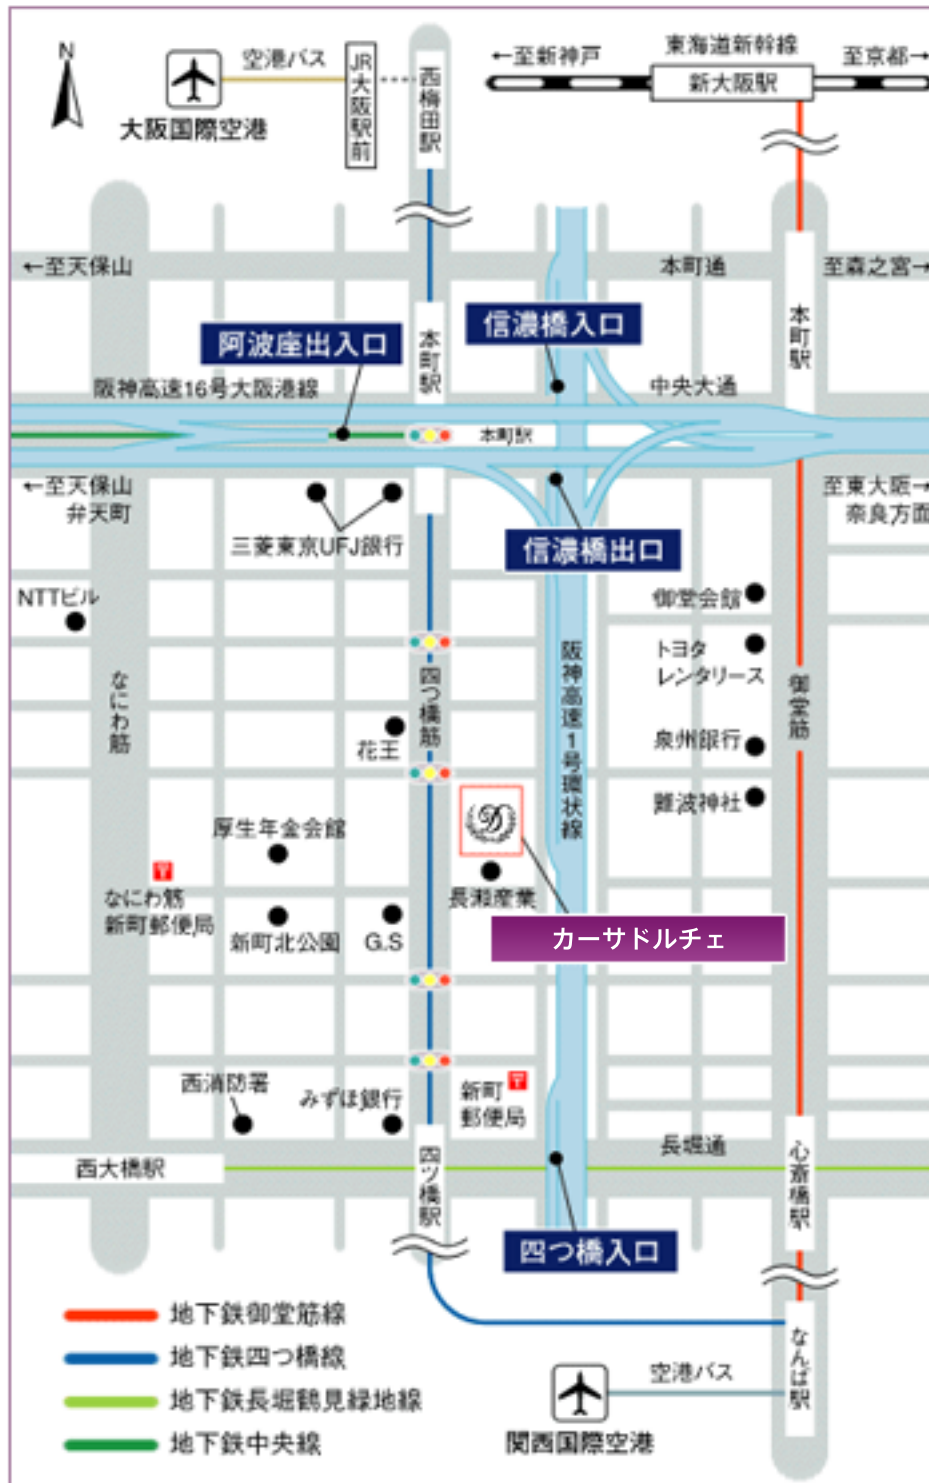 N
空港バス
JR大阪駅前
西梅田駅
大阪国際空港
東海道新幹線
←至新神戸
新大阪駅
至京都→
←至天保山
本町通
至森之宮→
本町駅
信濃橋入口
阿波座出入口
本町駅
阪神高速16号大阪港線
中央大通
本町駅
←至天保山
弁天町
至東大阪→
奈良方面
三菱東京UFJ銀行
信濃橋出口
NTTビル
御堂会館
トヨタ
レンタリース
なにわ筋
四つ橋筋
阪神高速1号環状線
御堂筋
花王
泉州銀行
難波神社
D
厚生年金会館
長瀬産業
なにわ筋
新町郵便局
新町北公園
G.S
カーサドルチェ
西消防署
みずほ銀行
新町
郵便局
西大橋駅
四ツ橋駅
長堀通
心斎橋駅
四つ橋入口
地下鉄御堂筋線
地下鉄四つ橋線
地下鉄長堀鶴見緑地線
地下鉄中央線
なんば駅
空港バス
関西国際空港